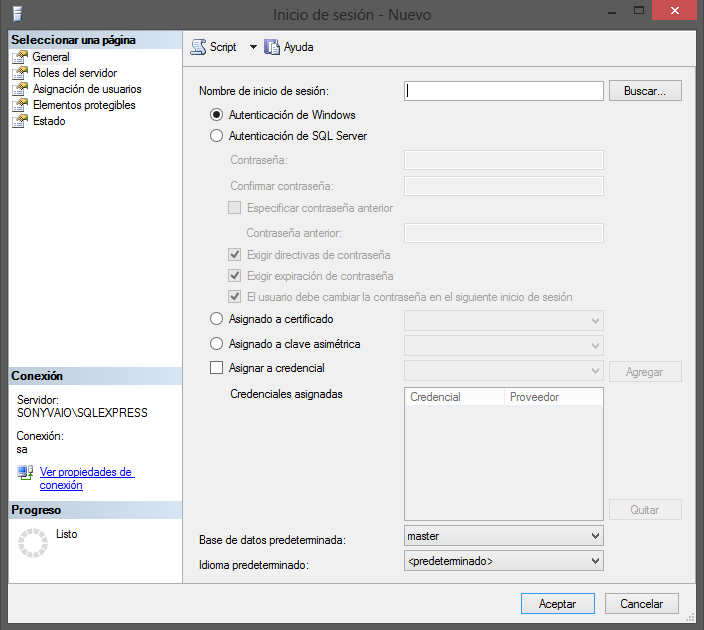 Inicio de sesión - Nuevo
Seleccionar una página
General
Roles del servidor
Asignación de usuarios
Elementos protegibles
Estado
Conexión
Servidor:
SONYVAIO\SQLEXPRESS
Conexión:
sa
Ver propiedades de
conexión
Progreso
Listo
Script
Ayuda
Nombre de inicio de sesión:
Buscar...
Autenticación de Windows
Autenticación de SQL Server
Contraseña:
Confirmar contraseña:
Especificar contraseña anterior
Contraseña anterior:
Exigir directivas de contraseña
Exigir expiración de contraseña
El usuario debe cambiar la contraseña en el siguiente inicio de sesión
Asignado a certificado
Asignado a clave asimétrica
Asignar a credencial
Agregar
Credenciales asignadas
Credencial Proveedor
Quitar
Base de datos predeterminada: master
Idioma predeterminado: <predeterminado>
Aceptar Cancelar